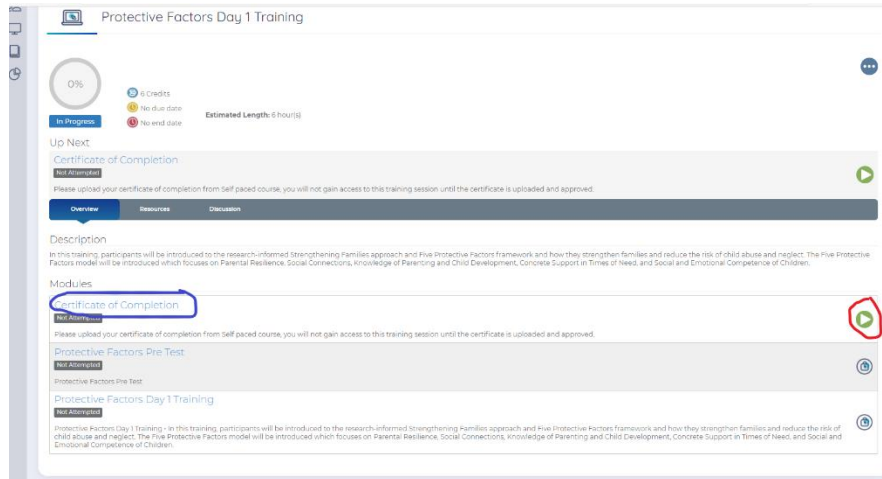 Protective Factors Day 1 Training
0%
6 Credits
No due date
No end date
Estimated Length: 6 hour(s)
In Progress
Up Next
Certificate of Completion
Not Attempted
Please upload your certificate of completion from Self paced course, you will not gain access to this training session until the certificate is uploaded and approved.
Overview Resources Discussion
Description
In this training, participants will be introduced to the research-informed Strengthening Families approach and Five Protective Factors framework and how they strengthen families and reduce the risk of child abuse and neglect. The Five Protective
Factors model will be introduced which focuses on Parental Resilience, Social Connections, Knowledge of Parenting and Child Development, Concrete Support in Times of Need, and Social and Emotional Competence of Children.
Modules
Certificate of Completion
Not Attempted
Please upload your certificate of completion from Self paced course, you will not gain access to this training session until the certificate is uploaded and approved.
Protective Factors Pre Test
Not Attempted
Protective Factors Pre Test
Protective Factors Day 1 Training
Not Attempted
Protective Factors Day 1 Training - In this training, participants will be introduced to the research-informed Strengthening Families approach and Five Protective Factors framework and how they strengthen families and reduce the risk of
child abuse and neglect. The Five Protective Factors model will be introduced which focuses on Parental Resilience, Social Connections, Knowledge of Parenting and Child Development, Concrete Support in Times of Need, and Social and
Emotional Competence of Children.